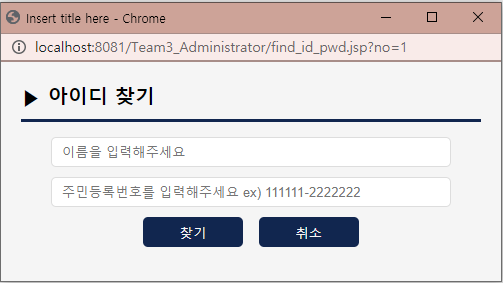 Insert title here - Chrome
localhost:8081/Team3_Administrator/find_id_pwd.jsp?no=1
▶ 아이디 찾기
이름을 입력해주세요
주민등록번호를 입력해주세요 ex) 111111-2222222
찾기 취소